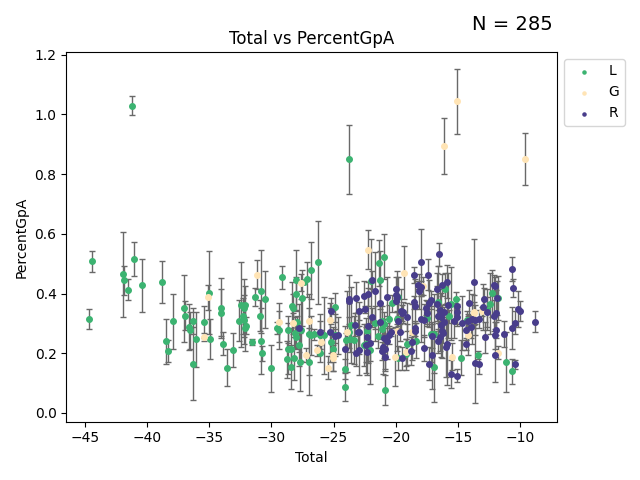 N = 285
Total vs PercentGpA
L
G
R
PercentGpA
1.2
1.0
0.8
0.6
0.4
0.2
0.0
−45 −40 −35 −30 −25 −20 −15 −10
Total